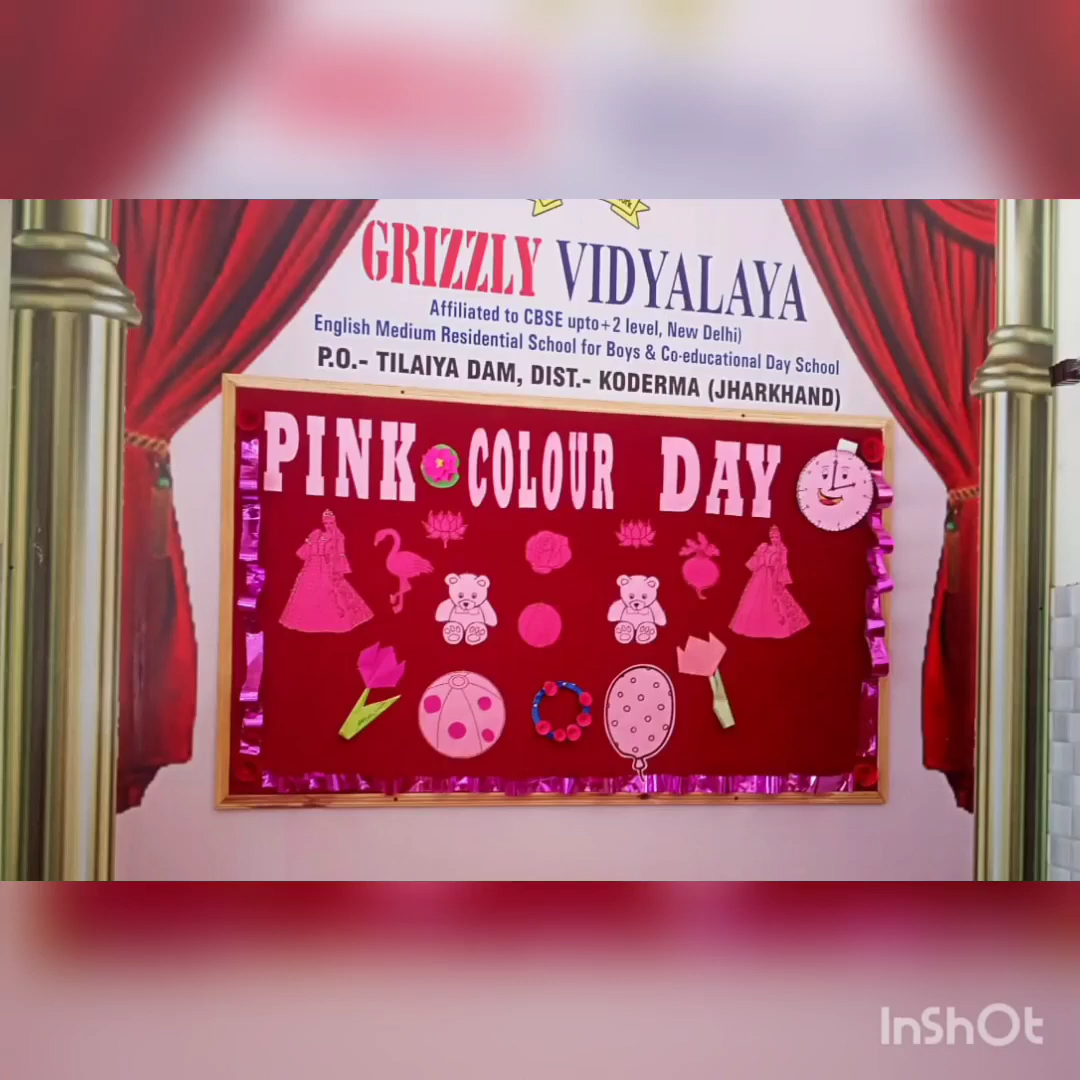 GRIZZLY VIDYALAYA
Affiliated to CBSE upto+2 level, New Delhi)
English Medium Residential School for Boys & Co-educational Day School
P.O.- TILAIYA DAM, DIST.- KODERMA (JHARKHAND)
PINK COLOUR DAY
InShOt